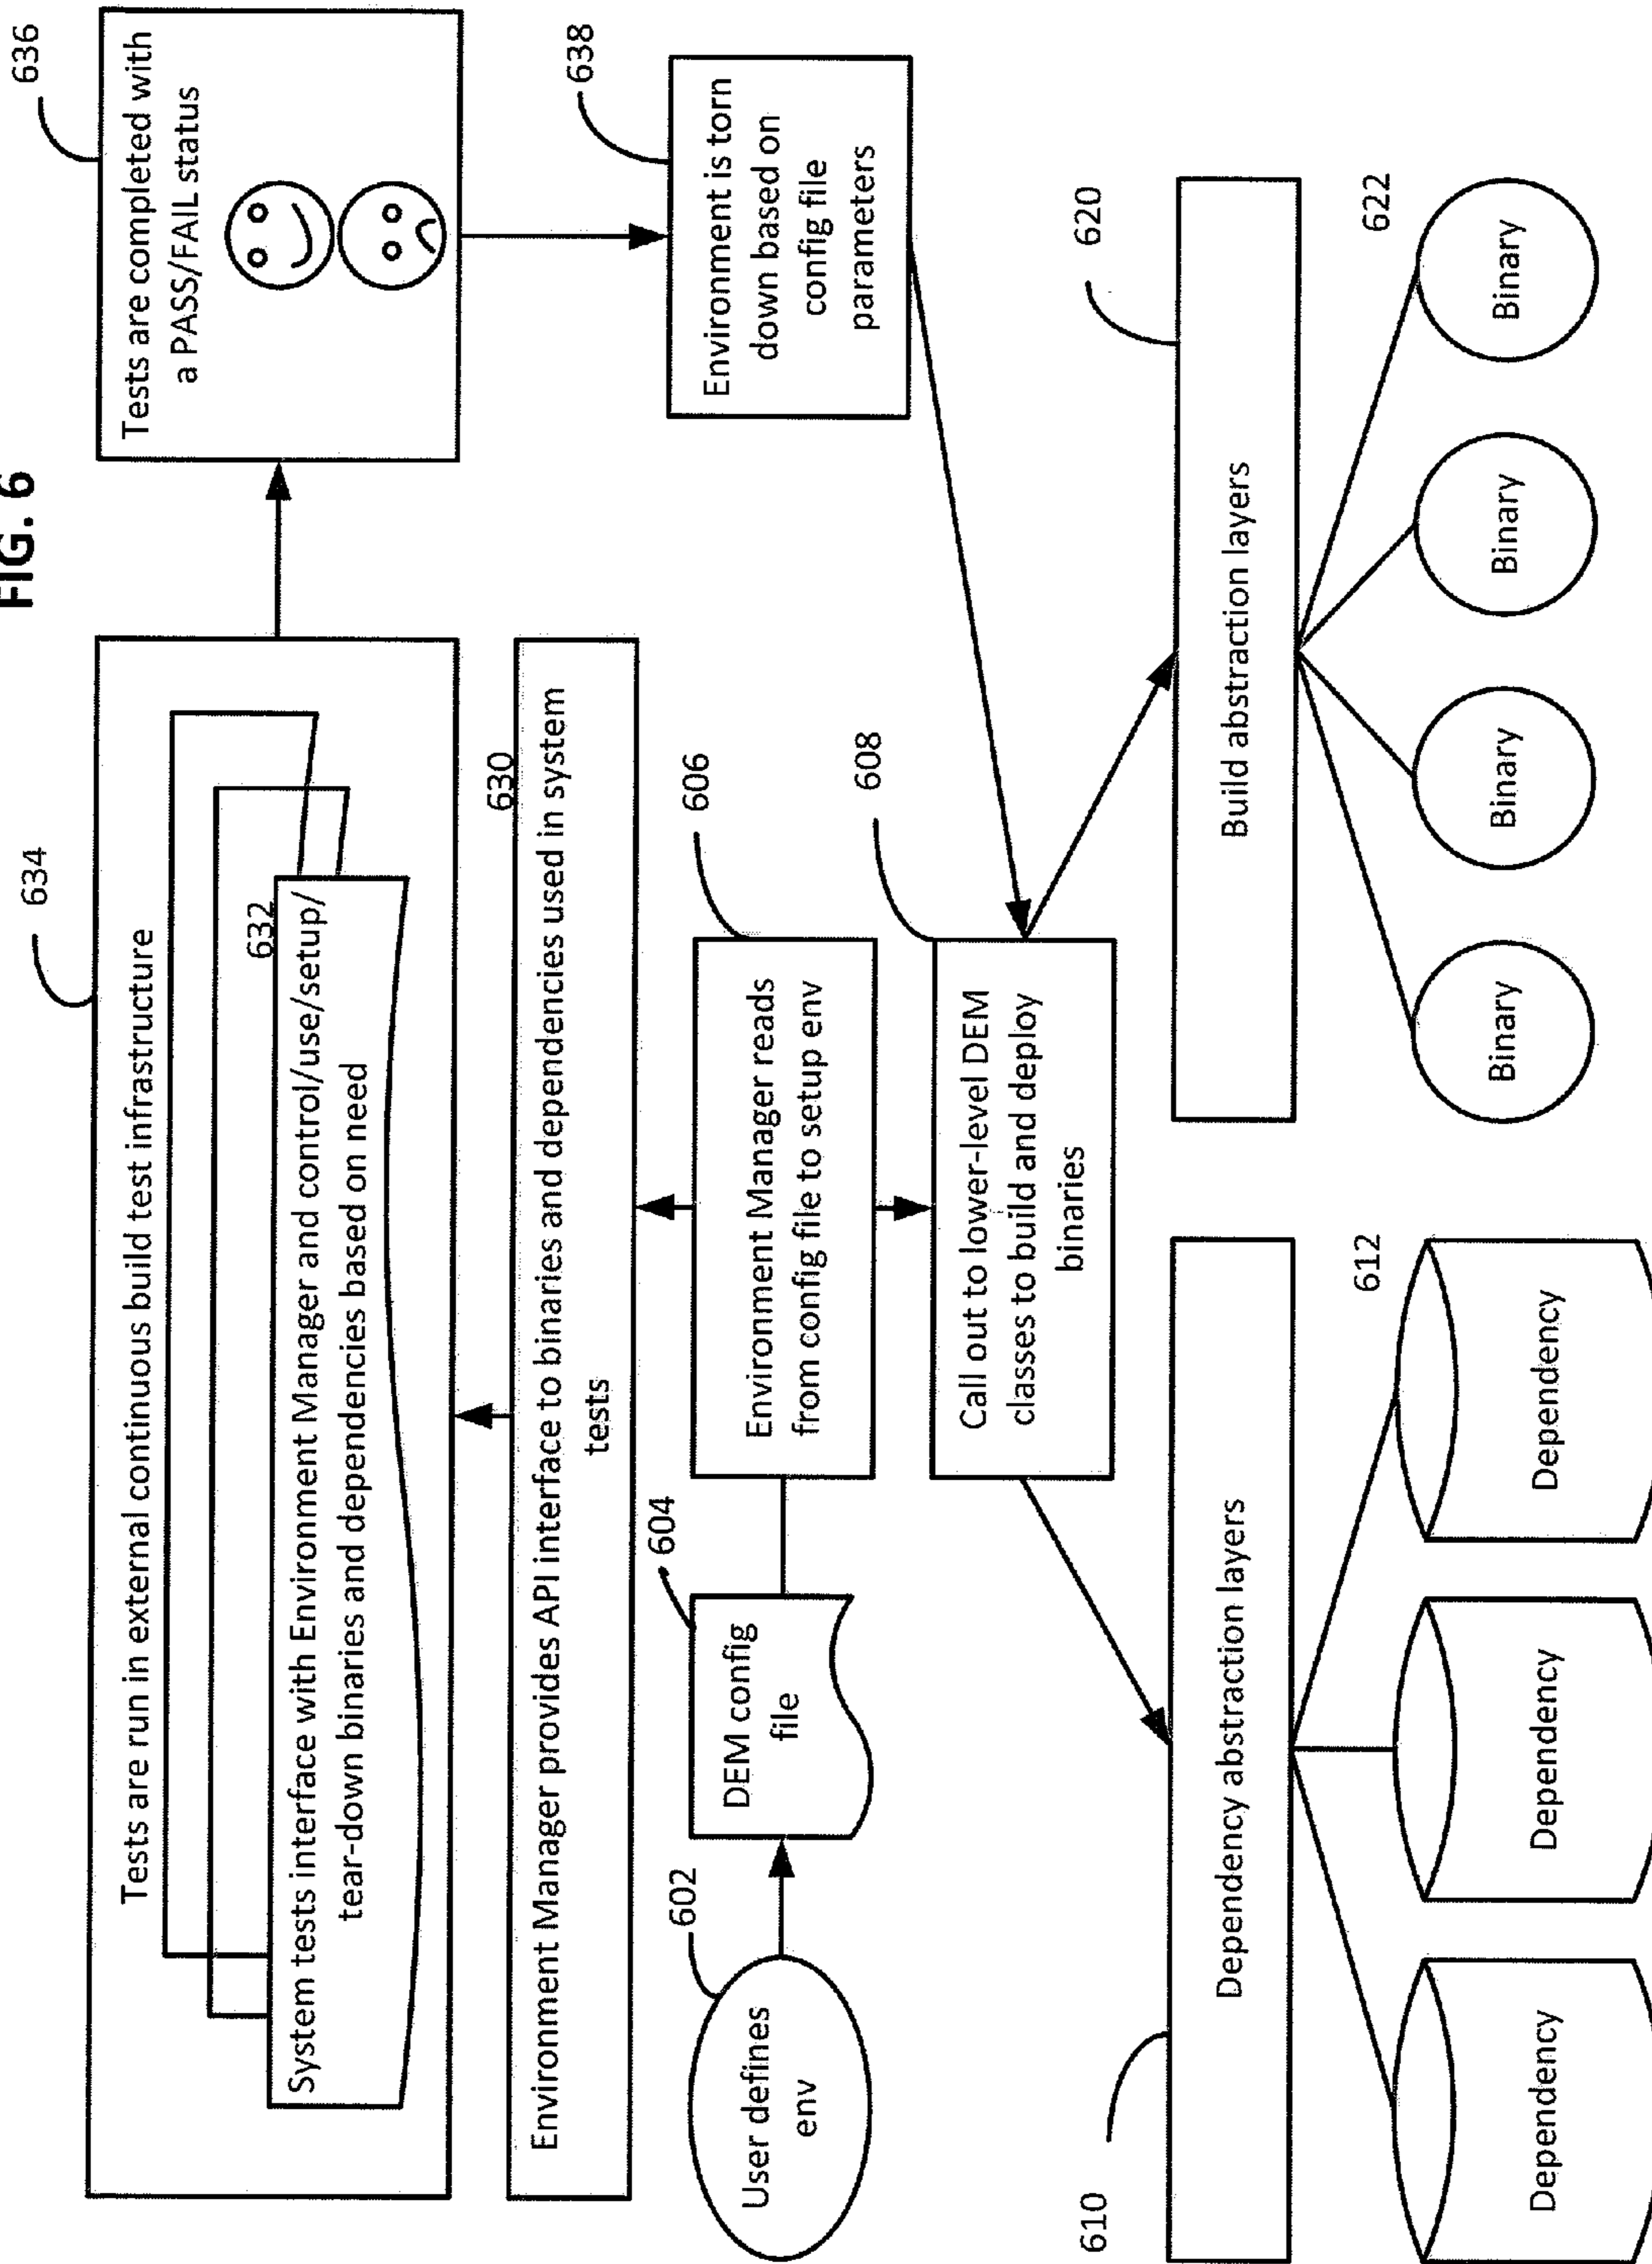 FIG. 6
634
Tests are run in external continuous build test infrastructure
632
System tests interface with Environment Manager and control/use/setup/
tear-down binaries and dependencies based on need
636
Tests are completed with
a PASS/FAIL status
630
Environment Manager provides API interface to binaries and dependencies used in system
tests
638
Environment is torn
down based on
config file
parameters
602
User defines
env
604
DEM config
file
606
Environment Manager reads
from config file to setup env
608
Call out to lower-level DEM
classes to build and deploy
binaries
610
Dependency abstraction layers
612
Dependency
Dependency
Dependency
620
Build abstraction layers
622
Binary
Binary
Binary
Binary